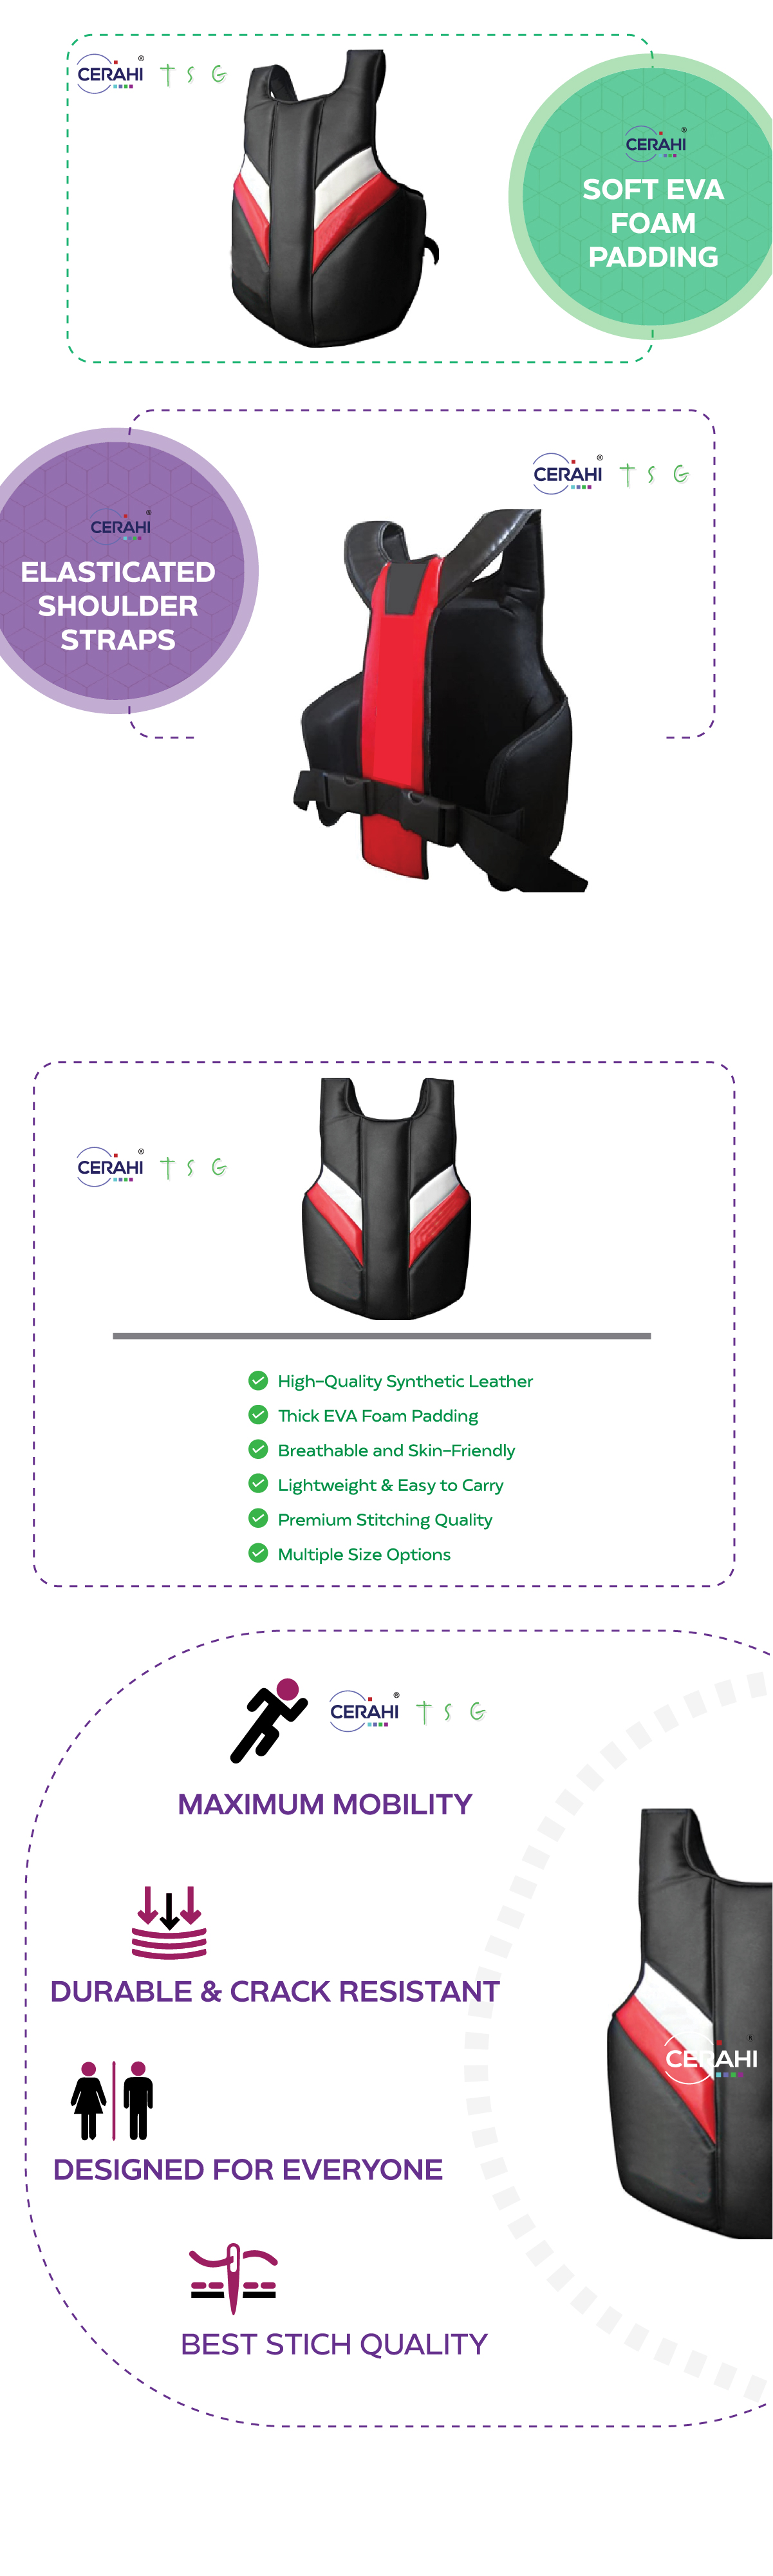 CERAHI ® T S G
CERAHI ®
SOFT EVA
FOAM
PADDING
CERAHI ® T S G
CERAHI ®
ELASTICATED
SHOULDER
STRAPS
CERAHI ® T S G
High-Quality Synthetic Leather
Thick EVA Foam Padding
Breathable and Skin-Friendly
Lightweight & Easy to Carry
Premium Stitching Quality
Multiple Size Options
CERAHI ® T S G
MAXIMUM MOBILITY
DURABLE & CRACK RESISTANT
CERAHI ®
DESIGNED FOR EVERYONE
BEST STICH QUALITY